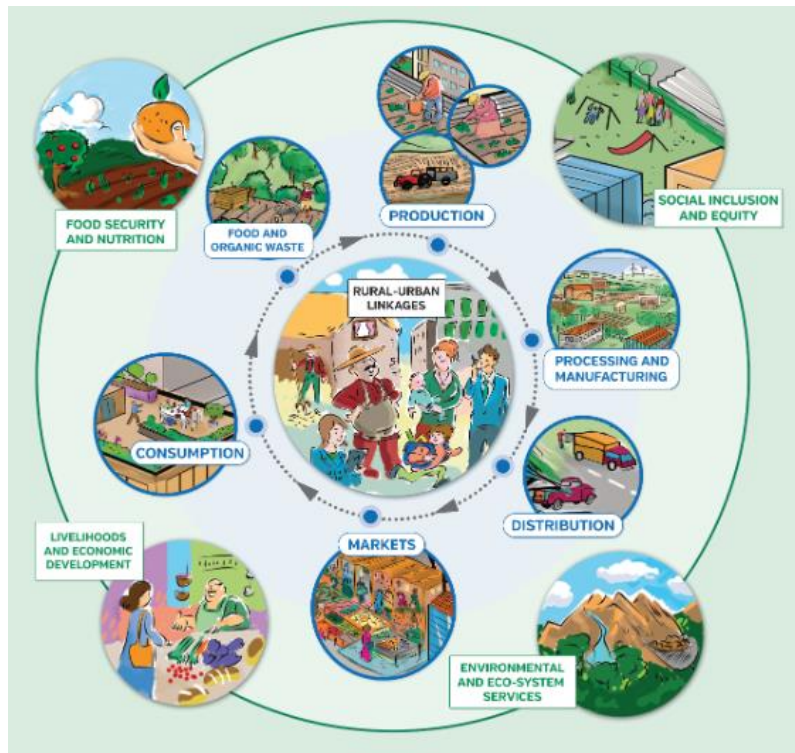 FOOD SECURITY
AND NUTRITION
FOOD AND
ORGANIC WASTE
PRODUCTION
SOCIAL INCLUSION
AND EQUITY
RURAL-URBAN
LINKAGES
PROCESSING AND
MANUFACTURING
CONSUMPTION
DISTRIBUTION
MARKETS
LIVELIHOODS
AND ECONOMIC
DEVELOPMENT
ENVIRONMENTAL
AND ECO-SYSTEM
SERVICES